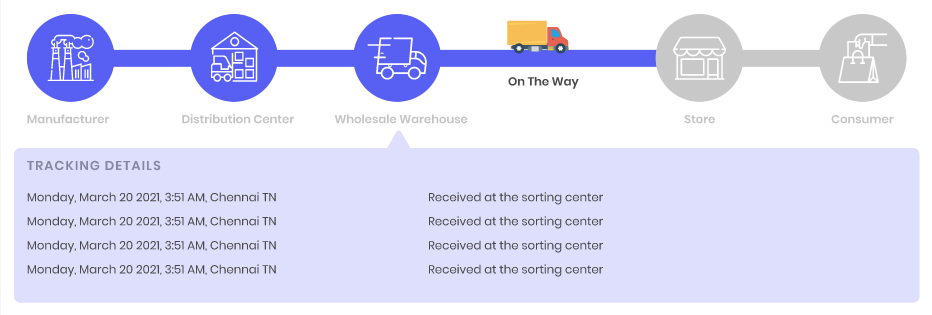 On The Way
Manufacturer
Distribution Center
Wholesale Warehouse
Store
Consumer
TRACKING DETAILS
Monday, March 20 2021, 3:51 AM, Chennai TN Received at the sorting center
Monday, March 20 2021, 3:51 AM, Chennai TN Received at the sorting center
Monday, March 20 2021, 3:51 AM, Chennai TN Received at the sorting center
Monday, March 20 2021, 3:51 AM, Chennai TN Received at the sorting center